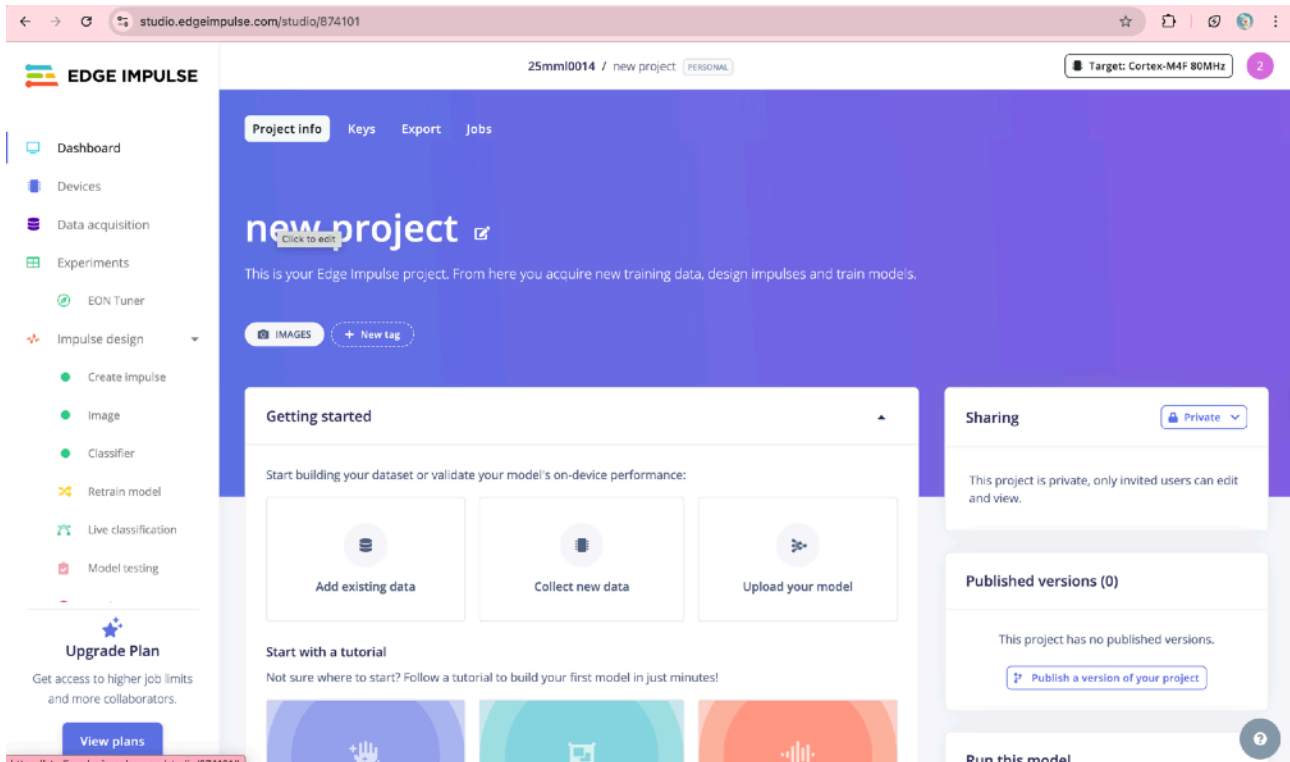 studio.edgeimpulse.com/studio/874101
EDGE IMPULSE
25mml0014 / new project PERSONAL
Target: Cortex-M4F 80MHz
2
Dashboard
Devices
Data acquisition
Experiments
EON Tuner
Impulse design
Create impulse
Image
Classifier
Retrain model
Live classification
Model testing
Upgrade Plan
Get access to higher job limits
and more collaborators.
View plans
Project info Keys Export Jobs
new project
Click to edit
This is your Edge Impulse project. From here you acquire new training data, design impulses and train models.
IMAGES + New tag
Getting started
Start building your dataset or validate your model's on-device performance:
Add existing data
Collect new data
Upload your model
Start with a tutorial
Not sure where to start? Follow a tutorial to build your first model in just minutes!
Sharing
Private
This project is private, only invited users can edit
and view.
Published versions (0)
This project has no published versions.
Publish a version of your project
Run this model
?